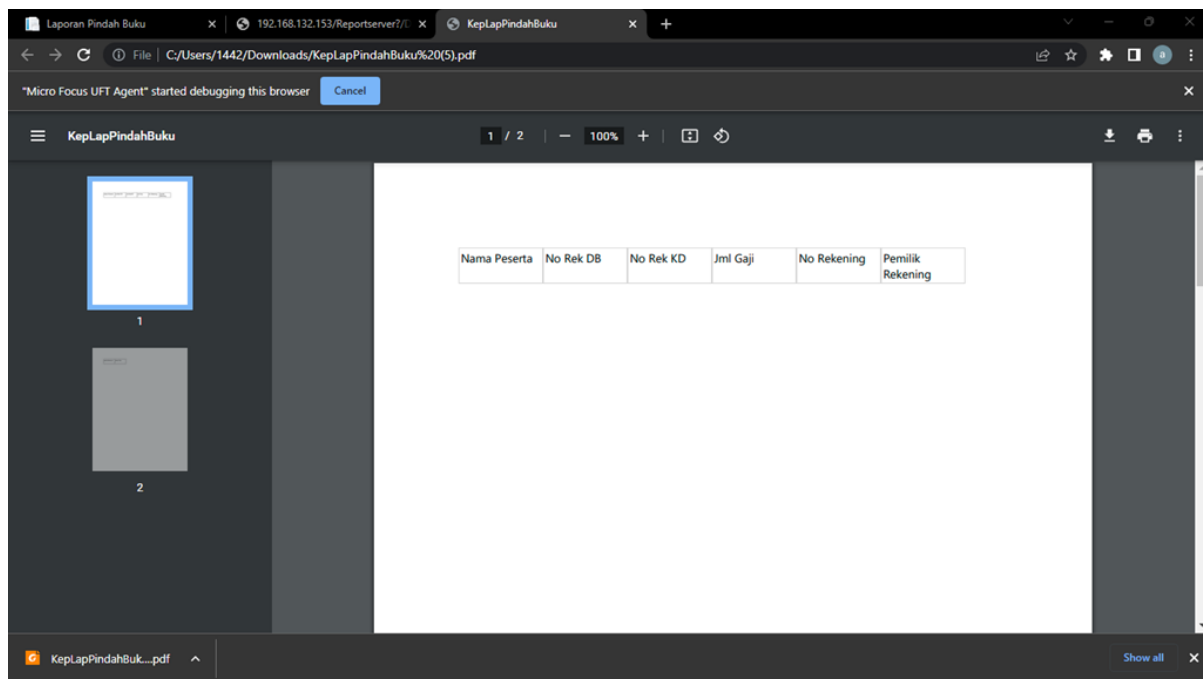 Laporan Pindah Buku
192.168.132.153/Reportserver?/
KepLapPindahBuku
File C:/Users/1442/Downloads/KepLapPindahBuku%20(5).pdf
a
"Micro Focus UFT Agent" started debugging this browser Cancel
KepLapPindahBuku
1 / 2 | − 100% + |
Nama Peserta No Rek DB No Rek KD Jml Gaji No Rekening Pemilik
Rekening
1
2
KepLapPindahBuk....pdf
Show all